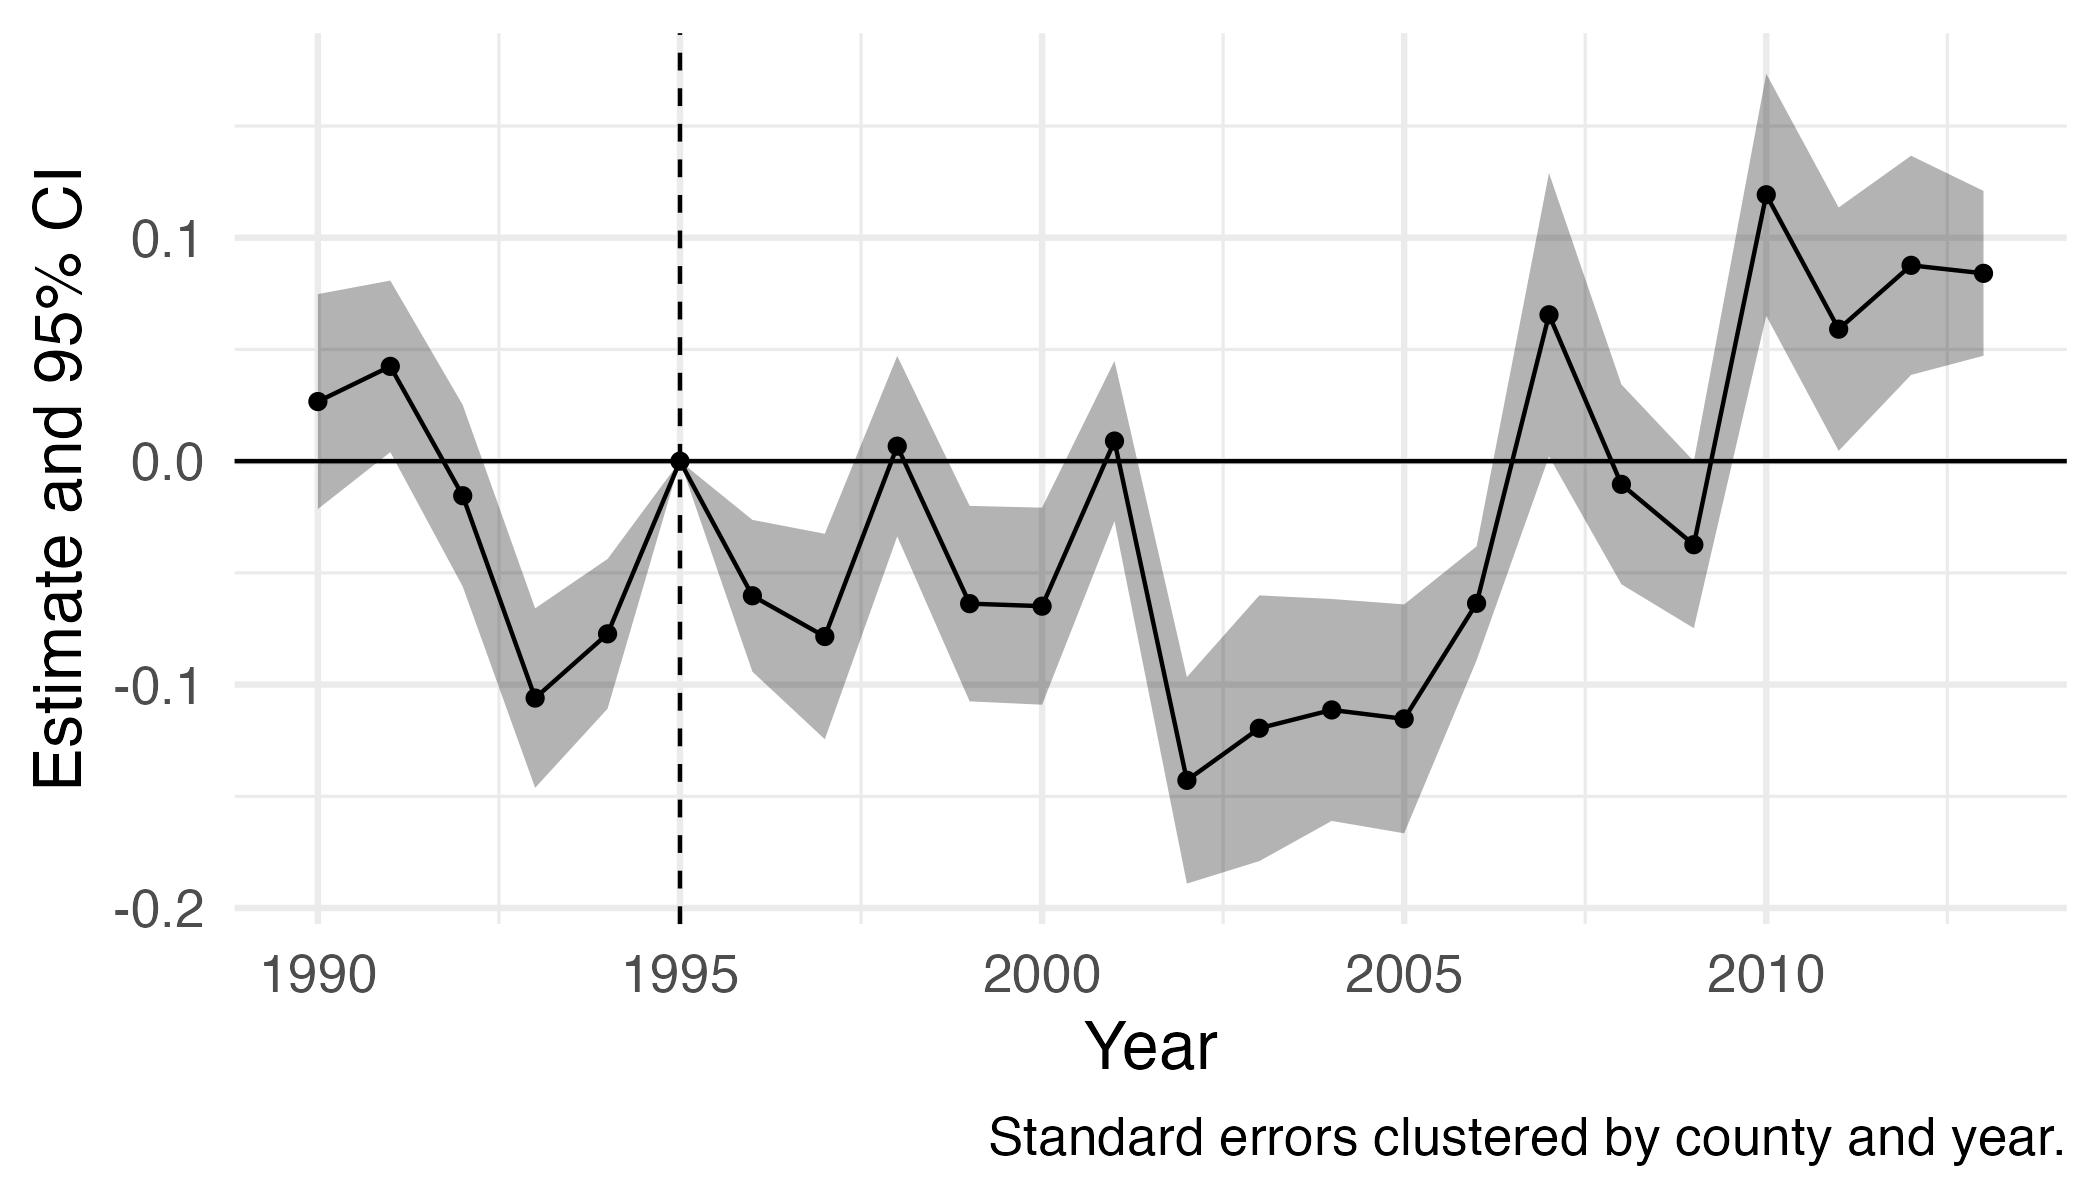 Estimate and 95% CI
0.1
0.0
-0.1
-0.2
1990 1995 2000 2005 2010
Year
Standard errors clustered by county and year.